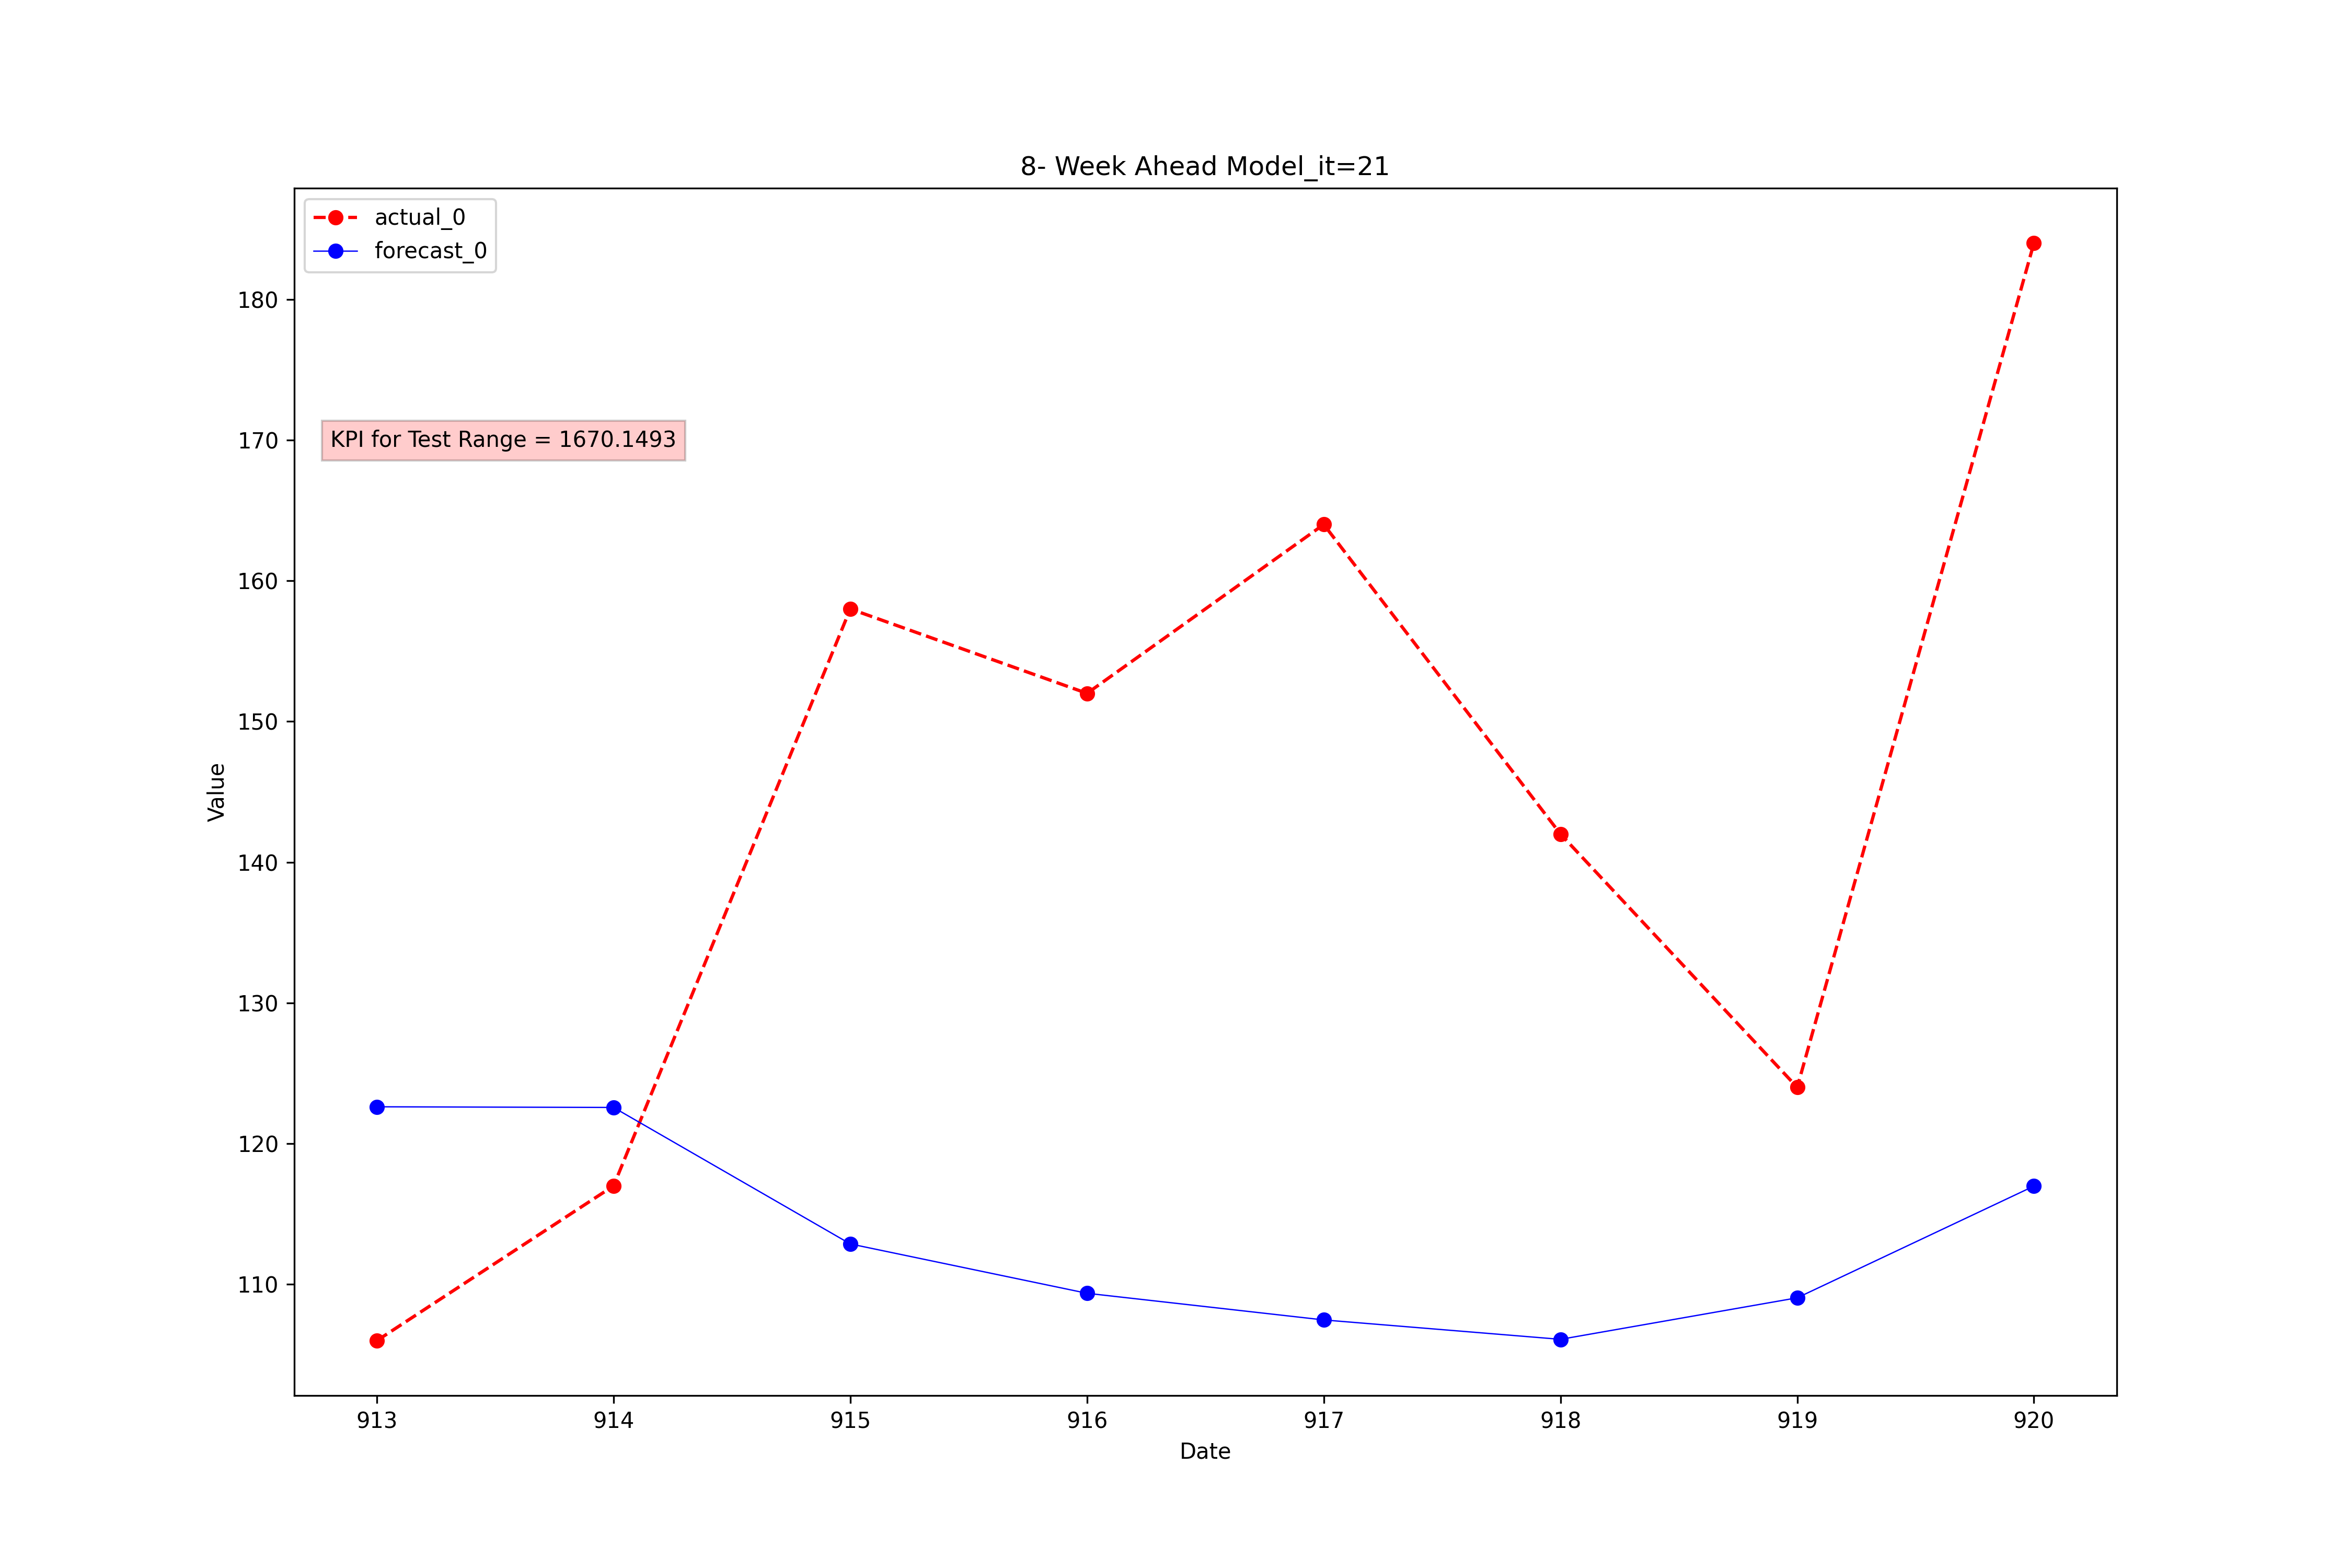 8- Week Ahead Model_it=21
actual_0
forecast_0
KPI for Test Range = 1670.1493
180
170
160
150
140
130
120
110
Value
913 914 915 916 917 918 919 920
Date